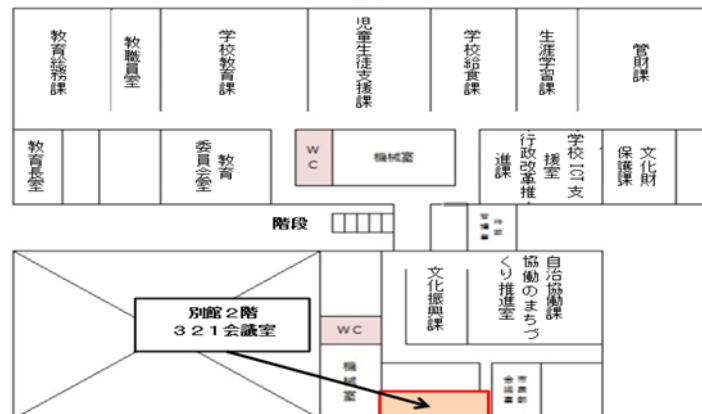 教育総務課
教職員室
学校教育課
児童生徒支援課
学校給食課
生涯学習課
管財課
教育長室
教育
委員会室
WC
機械室
学校ICT支
援室
行政改革推
進課
文化財
保護課
階段
文化振興課
自治協働課
協働のまちづ
くり推進室
別館2階
321会議室
WC
機械室